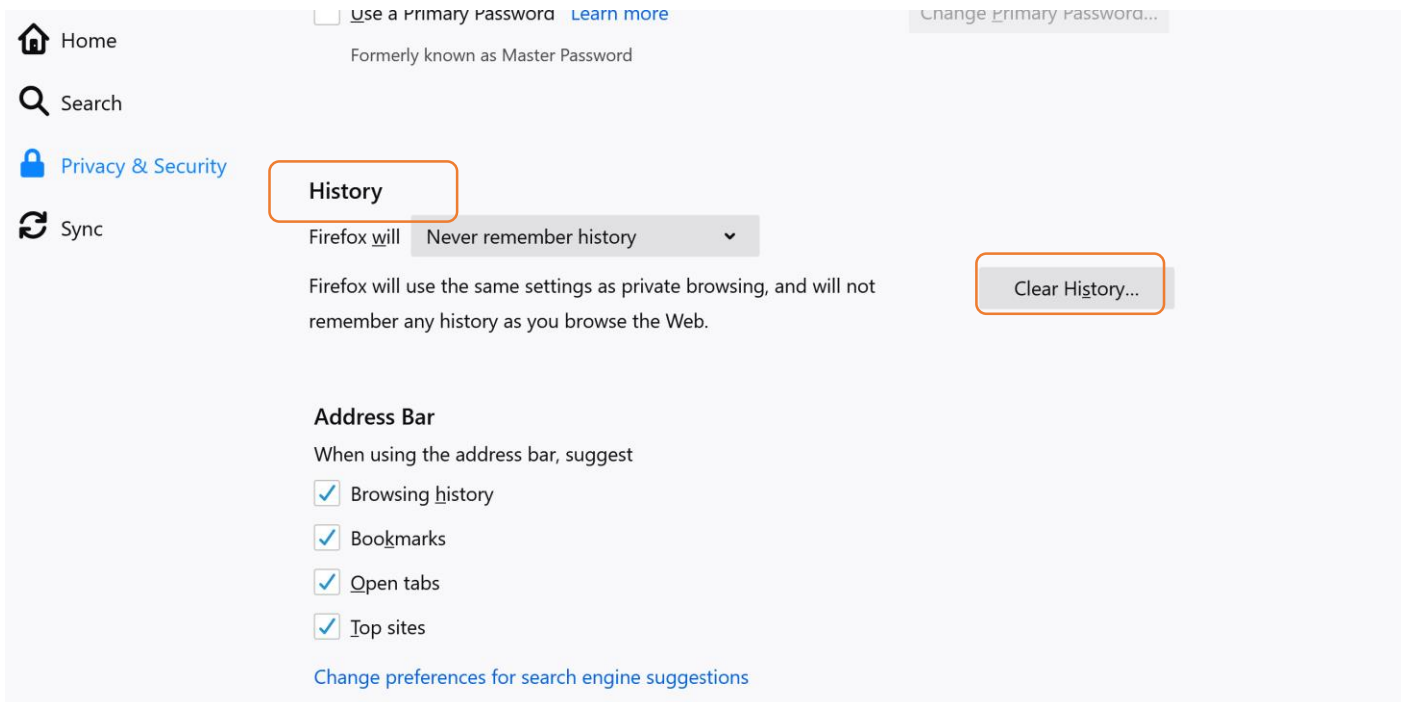 Use a Primary Password Learn more
Change Primary Password...
Home
Formerly known as Master Password
Search
Privacy & Security
History
Sync
Firefox will Never remember history
Firefox will use the same settings as private browsing, and will not
Clear History...
remember any history as you browse the Web.
Address Bar
When using the address bar, suggest
Browsing history
Bookmarks
Open tabs
Top sites
Change preferences for search engine suggestions